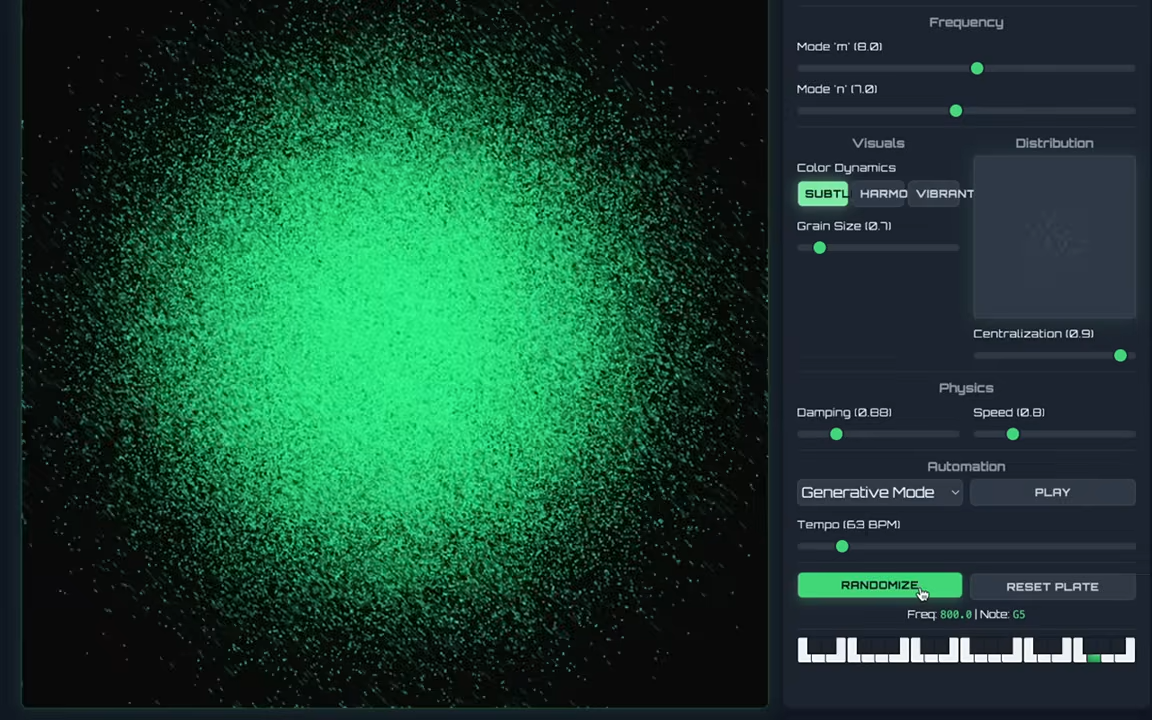 Frequency
Mode 'm' (8.0)
Mode 'n' (7.0)
Visuals
Distribution
Color Dynamics
SUBTL HARMO VIBRANT
Grain Size (0.7)
Centralization (0.9)
Physics
Damping (0.88) Speed (0.8)
Automation
Generative Mode PLAY
Tempo (63 BPM)
RANDOMIZE RESET PLATE
Freq: 800.0 | Note: G5